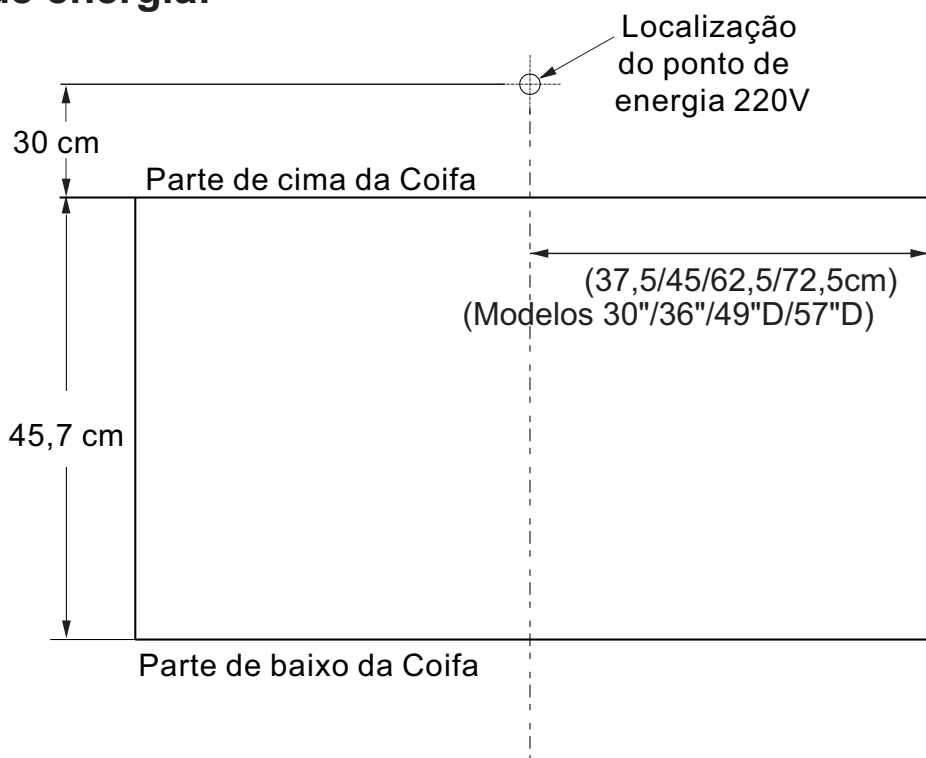 energia.
Localização
do ponto de
energia 220V
30 cm
Parte de cima da Coifa
(37,5/45/62,5/72,5cm)
(Modelos 30"/36"/49"D/57"D)
45,7 cm
Parte de baixo da Coifa